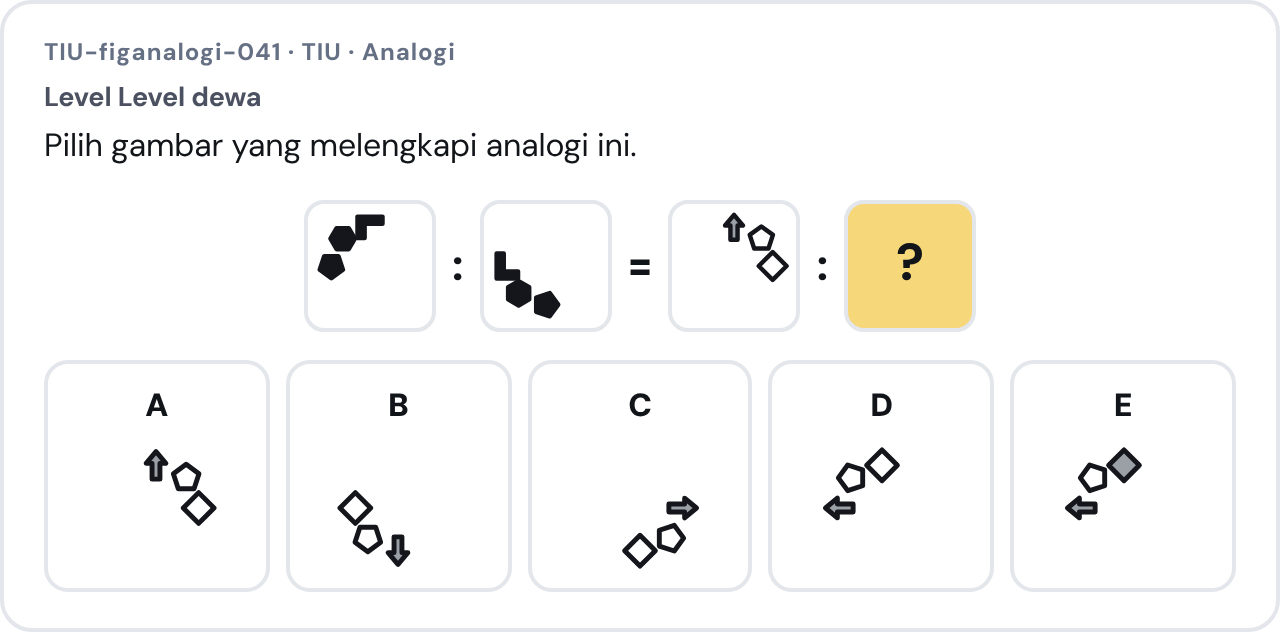 TIU-figanalogi-041 · TIU · Analogi
Level Level dewa
Pilih gambar yang melengkapi analogi ini.
: = : ?
A B C D E